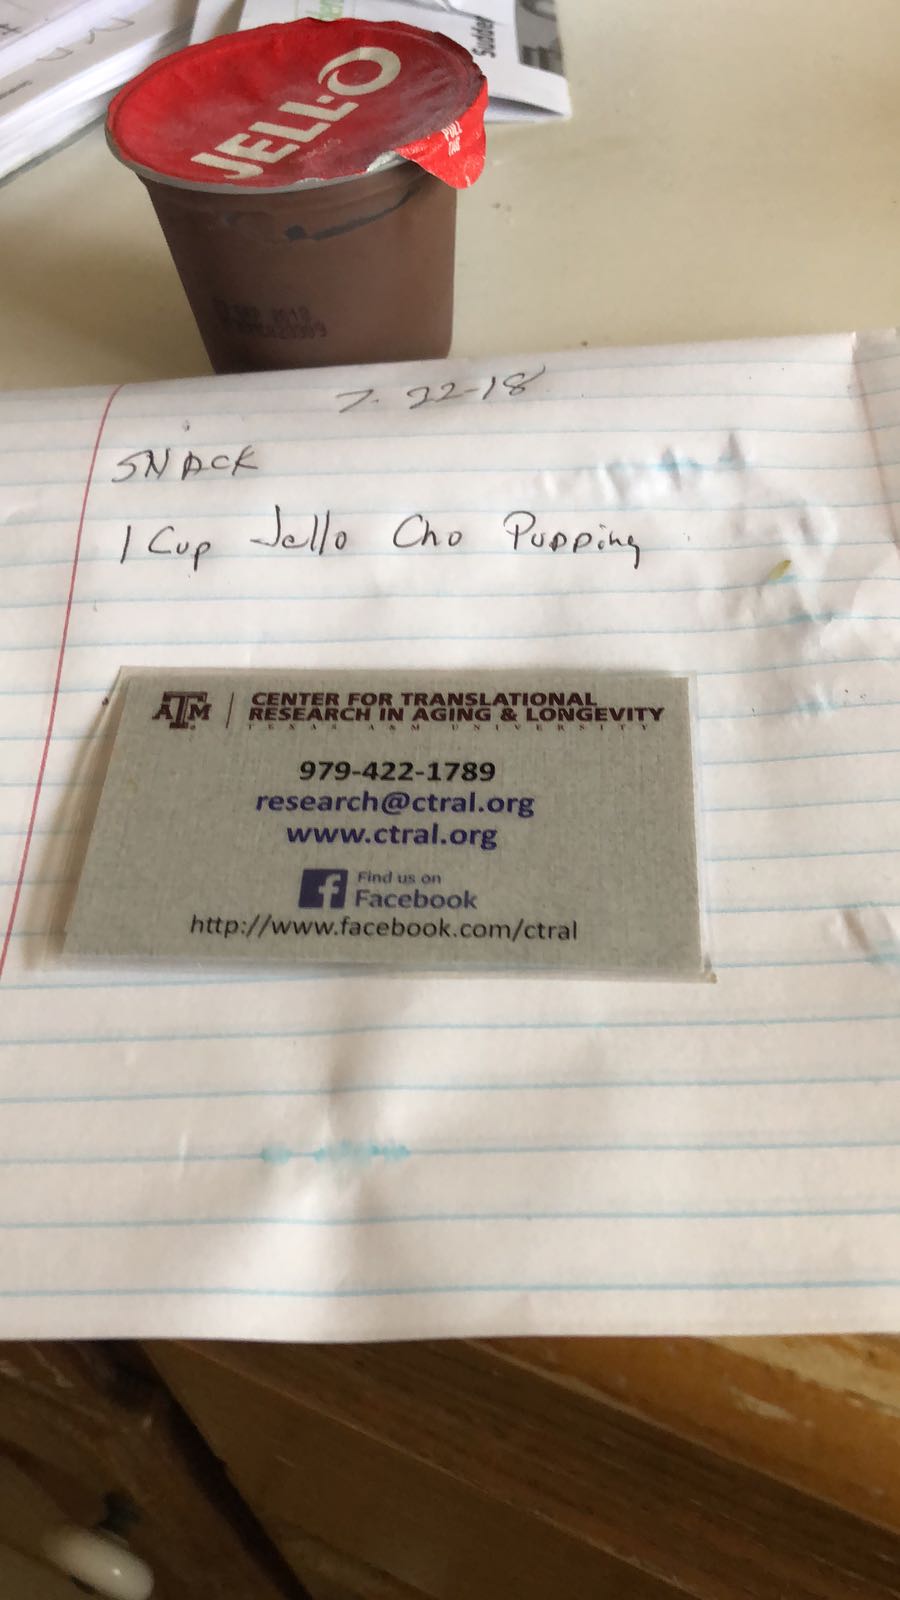 Sudden
JELL-O
PULL
TAB
7-22-18
SNACK
1 Cup Jello Cho Pudding
ATM
CENTER FOR TRANSLATIONAL
RESEARCH IN AGING & LONGEVITY
TEXAS A&M UNIVERSITY
979-422-1789
research@ctral.org
www.ctral.org
f Find us on
Facebook
http://www.facebook.com/ctral